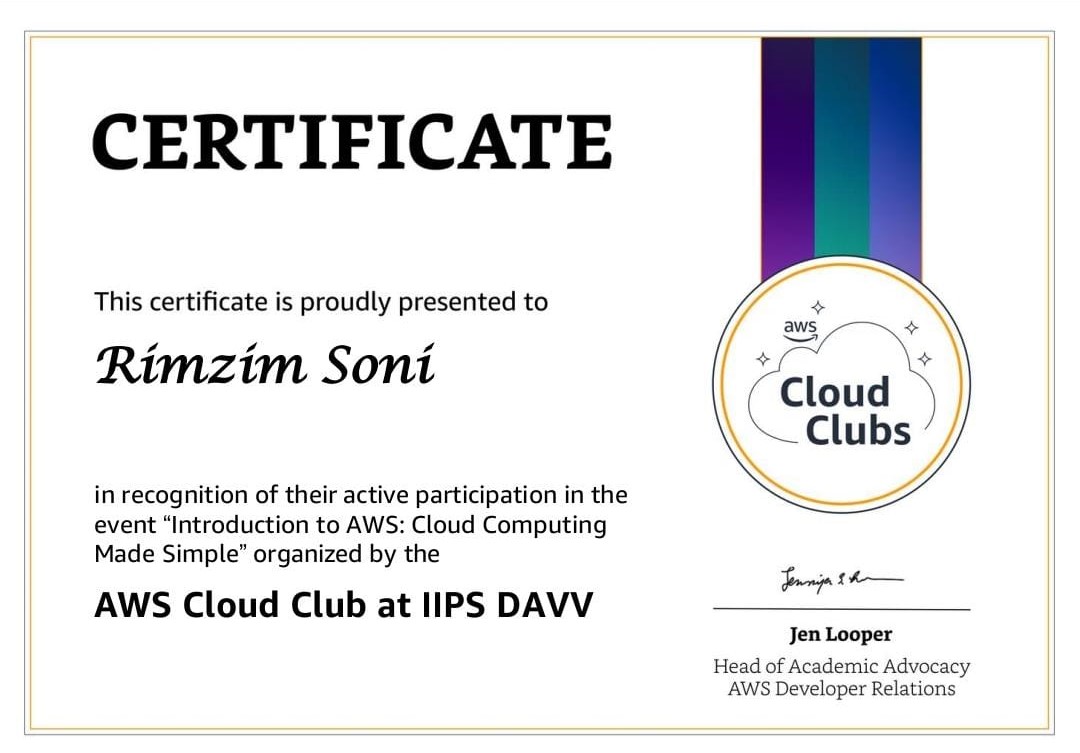 CERTIFICATE
This certificate is proudly presented to
Rimzim Soni
in recognition of their active participation in the
event “Introduction to AWS: Cloud Computing
Made Simple” organized by the
AWS Cloud Club at IIPS DAVV
aws
Cloud
Clubs
Jen Looper
Head of Academic Advocacy
AWS Developer Relations